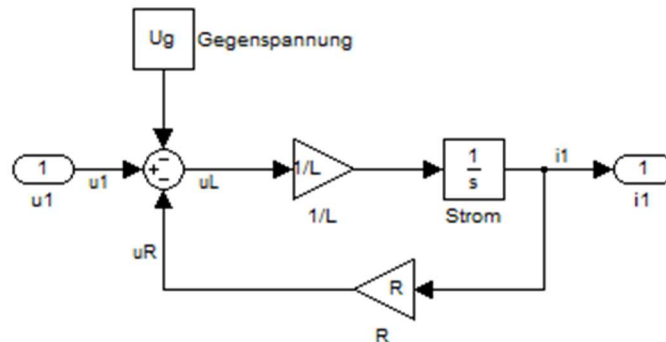 Ug Gegenspannung
1 u1 + − − uL 1/L 1 i1 1
s
u1 1/L Strom i1
uR
R
R